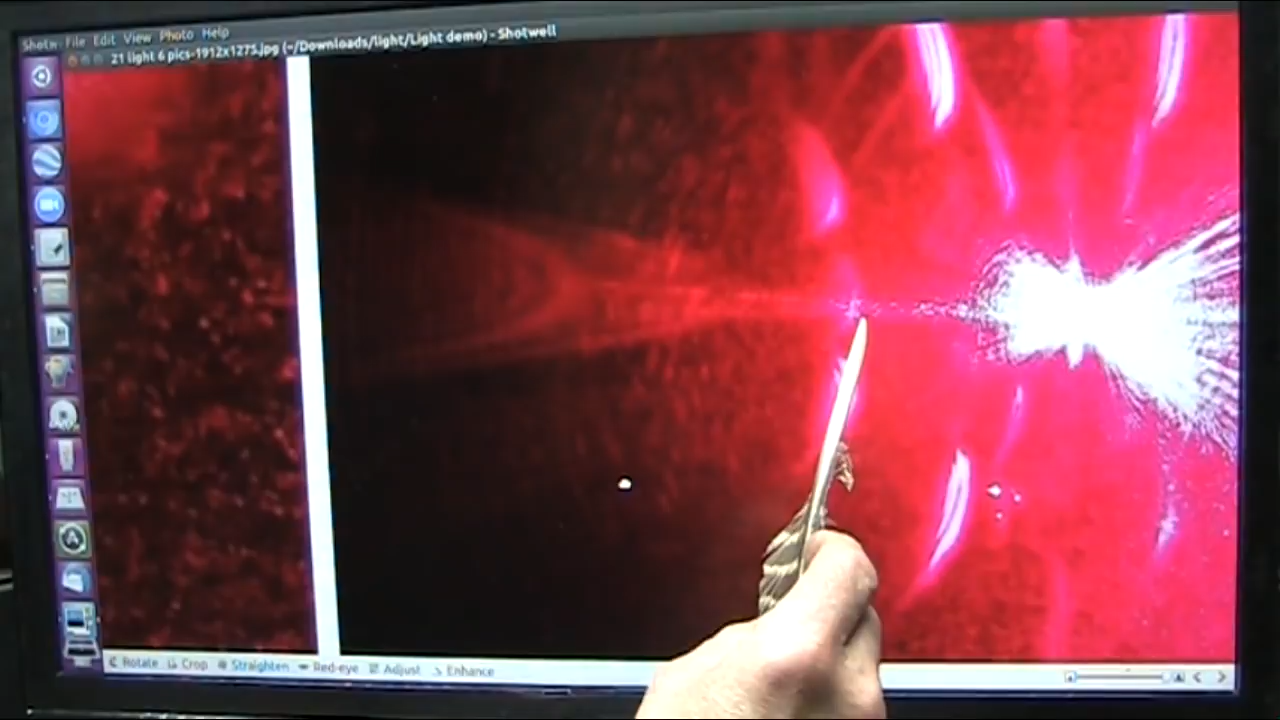 Shotw File Edit View Photo Help
21 light 6 pics-1912x1275.jpg (~/Downloads/light/Light demo) - Shotwell
Rotate Crop Straighten Red-eye Adjust Enhance